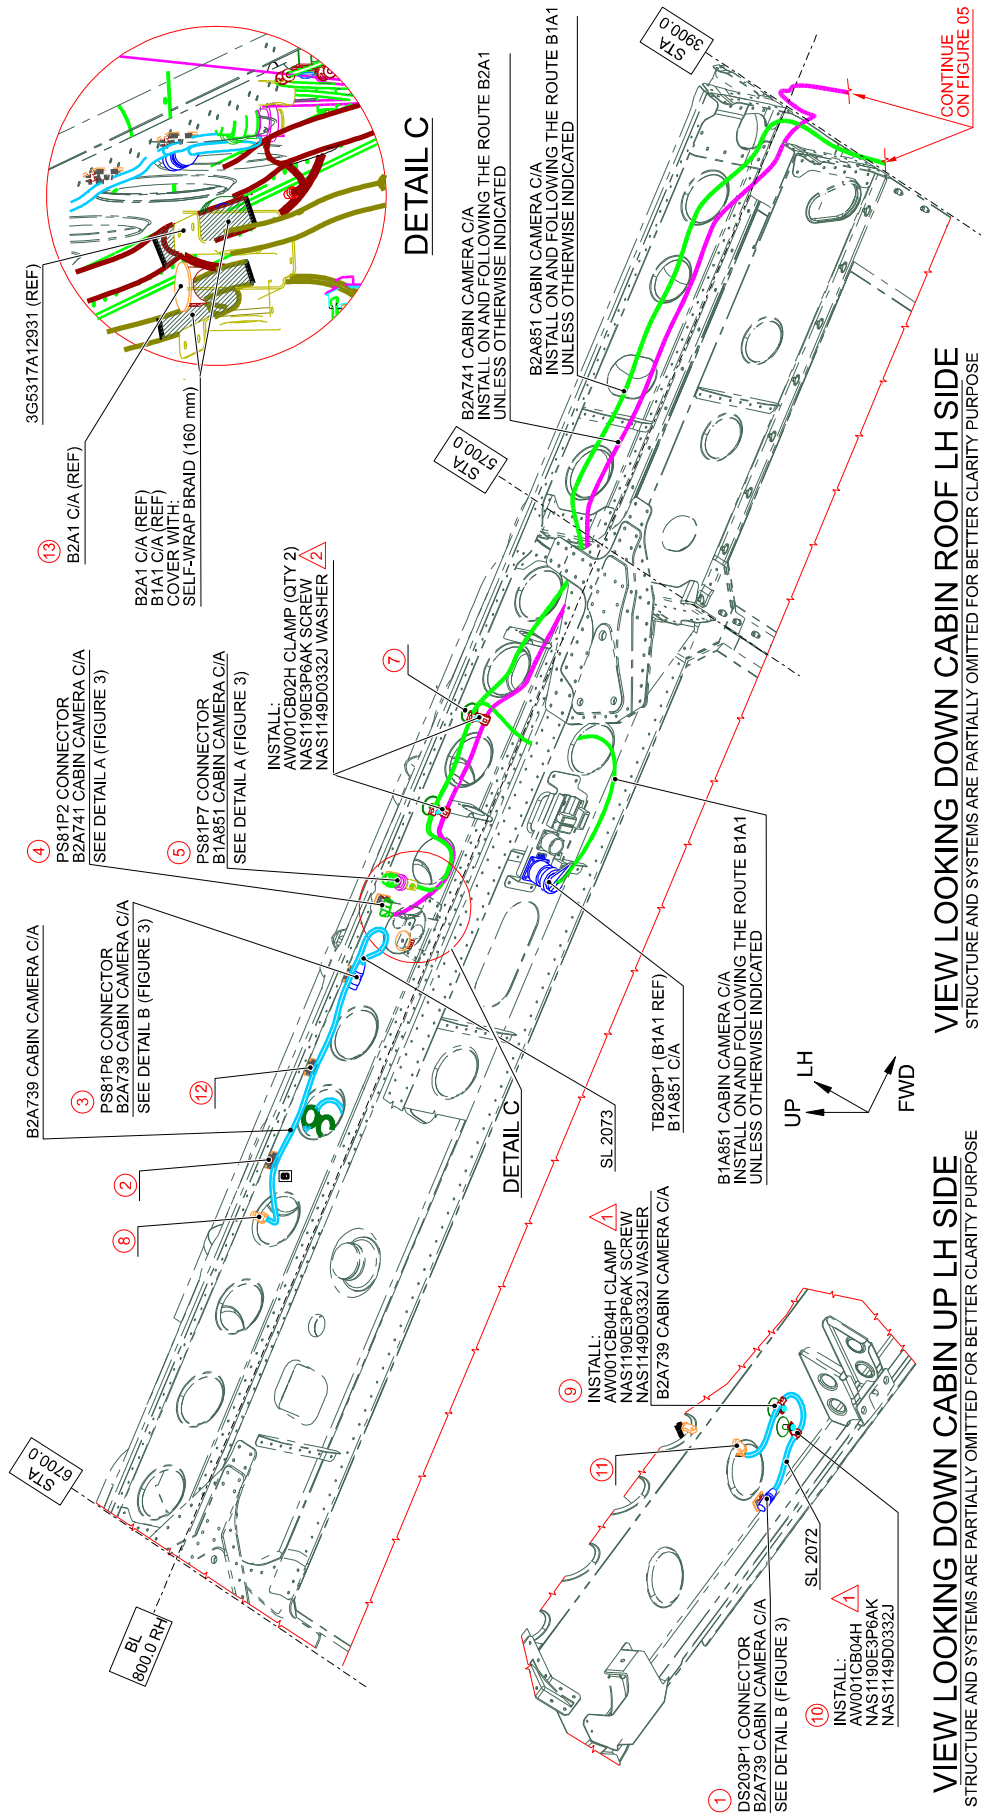 3G5317A12931 (REF)
13
B2A1 C/A (REF)
B2A1 C/A (REF)
B1A1 C/A (REF)
COVER WITH:
SELF-WRAP BRAID (160 mm)
DETAIL C
4
PS81P2 CONNECTOR
B2A741 CABIN CAMERA C/A
SEE DETAIL A (FIGURE 3)
5
PS81P7 CONNECTOR
B1A851 CABIN CAMERA C/A
SEE DETAIL A (FIGURE 3)
INSTALL:
AW001CB02H CLAMP (QTY 2)
NAS1190E3P6AK SCREW
NAS1149D0332J WASHER
2
7
B2A741 CABIN CAMERA C/A
INSTALL ON AND FOLLOWING THE ROUTE B2A1
UNLESS OTHERWISE INDICATED
B2A851 CABIN CAMERA C/A
INSTALL ON AND FOLLOWING THE ROUTE B1A1
UNLESS OTHERWISE INDICATED
STA
3900.0
STA
5700.0
CONTINUE
ON FIGURE 05
B2A739 CABIN CAMERA C/A
3
PS81P6 CONNECTOR
B2A739 CABIN CAMERA C/A
SEE DETAIL B (FIGURE 3)
12
2
8
B
DETAIL C
SL 2073
TB209P1 (B1A1 REF)
B1A851 C/A
B1A851 CABIN CAMERA C/A
INSTALL ON AND FOLLOWING THE ROUTE B1A1
UNLESS OTHERWISE INDICATED
UP
LH
FWD
STA
6700.0
BL
800.0 RH
VIEW LOOKING DOWN CABIN ROOF LH SIDE
STRUCTURE AND SYSTEMS ARE PARTIALLY OMITTED FOR BETTER CLARITY PURPOSE
9
INSTALL:
AW001CB04H CLAMP
NAS1190E3P6AK SCREW
NAS1149D0332J WASHER
B2A739 CABIN CAMERA C/A
1
11
SL 2072
1
DS203P1 CONNECTOR
B2A739 CABIN CAMERA C/A
SEE DETAIL B (FIGURE 3)
10
INSTALL:
AW001CB04H
NAS1190E3P6AK
NAS1149D0332J
1
VIEW LOOKING DOWN CABIN UP LH SIDE
STRUCTURE AND SYSTEMS ARE PARTIALLY OMITTED FOR BETTER CLARITY PURPOSE